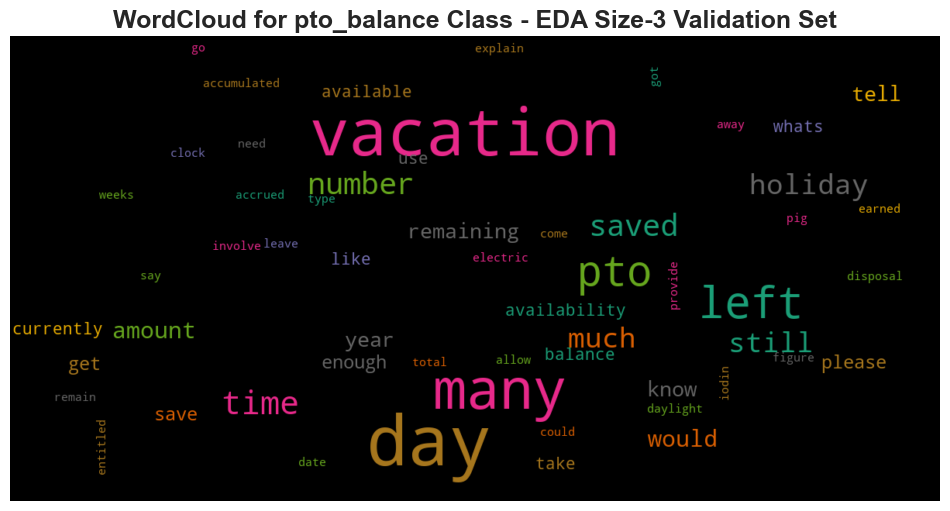 WordCloud for pto_balance Class - EDA Size-3 Validation Set
go
explain
accumulated
got
available
tell
vacation
away
whats
need
clock
use
number
holiday
weeks
accrued
type
earned
pig
saved
remaining
come
involve
leave
like
electric
pto
say
provide
disposal
left
availability
currently
amount
year
much
still
balance
enough
total
allow
figure
get
please
many
know
iodin
remain
time
daylight
save
day
could
would
entitled
date
take